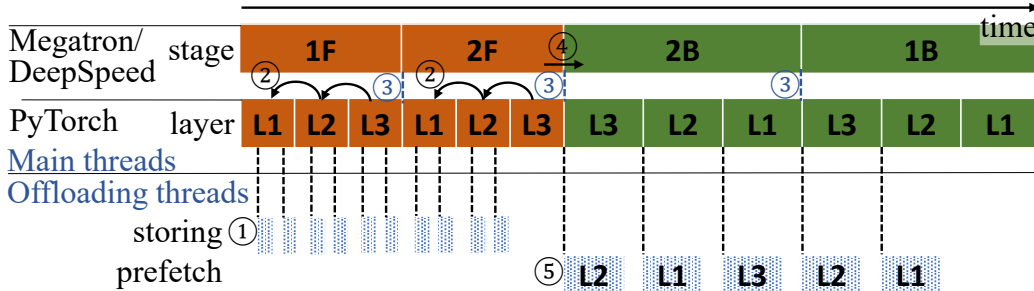 time
Megatron/
DeepSpeed
stage
1F
2F
④
2B
1B
②
③
②
③
③
PyTorch
layer
L1
L2
L3
L1
L2
L3
L3
L2
L1
L3
L2
L1
Main threads
Offloading threads
storing
①
prefetch
⑤
L2
L1
L3
L2
L1